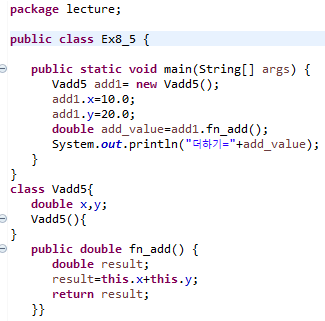 package lecture;
public class Ex8_5 {
public static void main(String[] args) {
Vadd5 add1= new Vadd5();
add1.x=10.0;
add1.y=20.0;
double add_value=add1.fn_add();
System.out.println("더하기="+add_value);
}
}
class Vadd5{
double x,y;
Vadd5(){
}
public double fn_add() {
double result;
result=this.x+this.y;
return result;
}}